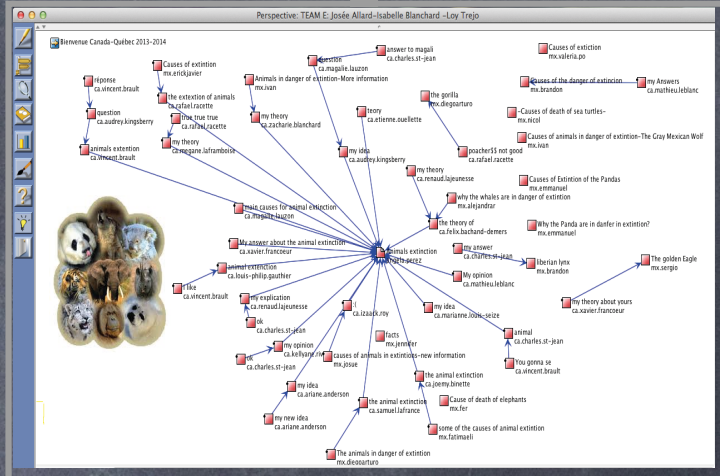 Perspective: TEAM E: Josée Allard-Isabelle Blanchard -Loy Trejo
Bienvenue Canada-Québec 2013-2014
Causes of extintion
mx.erickjavier
question
ca.magalie.lauzon
answer to magali
ca.charles.st-jean
Causes of extiction
mx.valeria.po
réponse
ca.vincent.brault
Animals in danger of extintion-More information
mx.ivan
Causes of the danger of extincion
mx.brandon
my Answers
ca.mathieu.leblanc
the extextion of animals
ca.rafael.racette
the gorilla
mx.diegoarturo
question
ca.audrey.kingsberry
true true true
ca.rafael.racette
my theory
ca.zacharie.blanchard
teory
ca.etienne.ouellette
-Causes of death of sea turtles-
mx.nicol
Causes of animals in danger of extintion-The Gray Mexican Wolf
mx.ivan
animals extention
ca.vincent.brault
my theory
ca.megane.laframboise
my idea
ca.audrey.kingsberry
poacher$$ not good
ca.rafael.racette
my theory
ca.renaud.lajeunesse
Causes of Extintion of the Pandas
mx.emmanuel
why the whales are in danger of extintion
mx.alejandrar
main causes for animal extinction
ca.magalie.lauzon
the theory of
ca.felix.bachand-demers
Why the Panda are in danfer in extintion?
mx.emmanuel
My answer about the animal extinction
ca.xavier.francoeur
animals extinction
angela.perez
my answer
ca.charles.st-jean
liberian lynx
mx.brandon
The golden Eagle
mx.sergio
animal extenction
ca.louis-philip.gauthier
My opinion
ca.mathieu.leblanc
I like
ca.vincent.brault
my explication
ca.renaud.lajeunesse
:(
ca.izaack.roy
my idea
ca.marianne.louis-seize
my theory about yours
ca.xavier.francoeur
ok
ca.charles.st-jean
facts
mx.jennifer
animal
ca.charles.st-jean
my opinion
causes of animals in extintions-new information
mx.josue
ok
ca.charles.st-jean
You gonna se
ca.vincent.brault
my idea
ca.ariane.anderson
the animal extinction
ca.joemy.binette
the animal extinction
ca.samuel.lafrance
Cause of death of elephants
mx.fer
my new idea
ca.ariane.anderson
some of the causes of animal extintion
mx.fatimaeli
The animals in danger of extintion
mx.diegoarturo